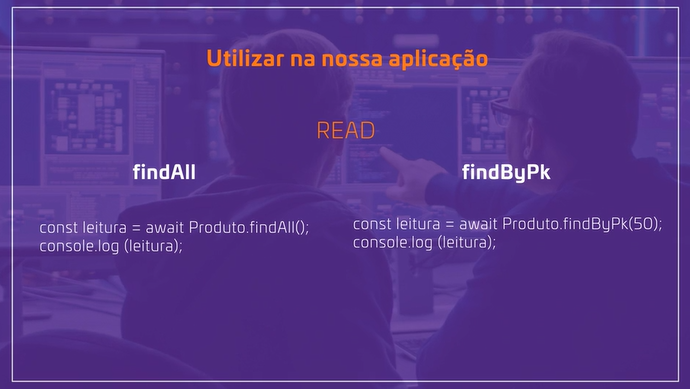 Utilizar na nossa aplicação
READ
findAll
const leitura = await Produto.findAll();
console.log (leitura);
findByPk
const leitura = await Produto.findByPk(50);
console.log (leitura);